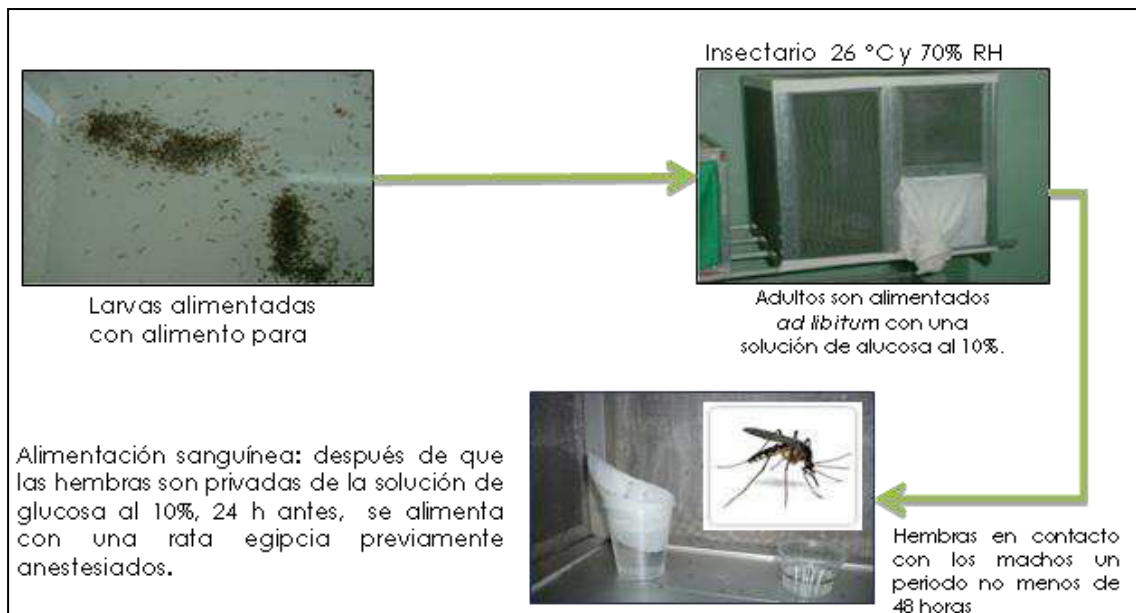 Insectario 26 °C y 70% RH
Larvas alimentadas
con alimento para
Adultos son alimentados
ad libitum con una
solución de alucosa al 10%.
Alimentación sanguínea: después de que
las hembras son privadas de la solución de
glucosa al 10%, 24 h antes, se alimenta
con una rata egipcia previamente
anestesiados.
Hembras en contacto
con los machos un
periodo no menos de
48 horas